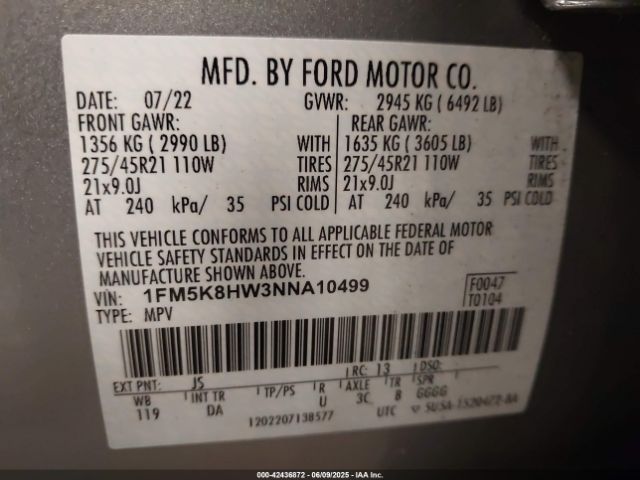 MFD. BY FORD MOTOR CO.
DATE: 07/22 GVWR: 2945 KG ( 6492 LB)
FRONT GAWR: REAR GAWR:
1356 KG ( 2990 LB) WITH 1635 KG ( 3605 LB) WITH
275/45R21 110W TIRES 275/45R21 110W TIRES
21x9.0J RIMS 21x9.0J RIMS
AT 240 kPa/ 35 PSI COLD AT 240 kPa/ 35 PSI COLD
THIS VEHICLE CONFORMS TO ALL APPLICABLE FEDERAL MOTOR
VEHICLE SAFETY STANDARDS IN EFFECT ON THE DATE OF
MANUFACTURE SHOWN ABOVE.
VIN: 1FM5K8HW3NNA10499 F0047
TYPE: MPV T0104
EXT PNT: JS RC: 13 DSO:
WB INT TR TP/PS R AXLE TR SPR
119 DA U 3C 8 GGGG
1202207138577 UTC
000-42436872 06/09/2025 - IAA Inc.